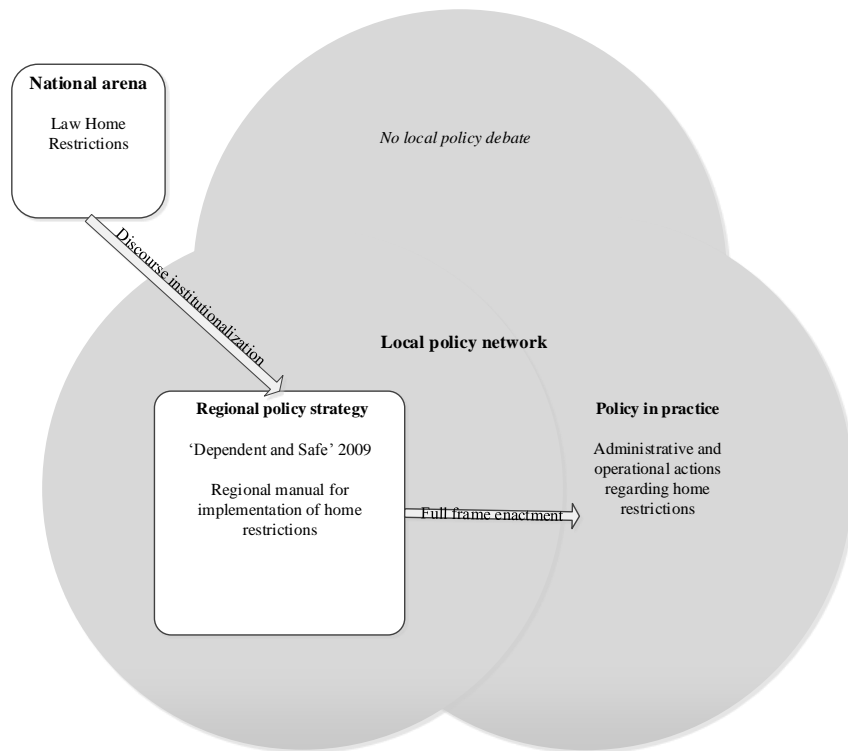 National arena
Law Home
Restrictions
No local policy debate
Discourse institutionalization
Local policy network
Regional policy strategy
‘Dependent and Safe’ 2009
Regional manual for
implementation of home
restrictions
Full frame enactment
Policy in practice
Administrative and
operational actions
regarding home
restrictions